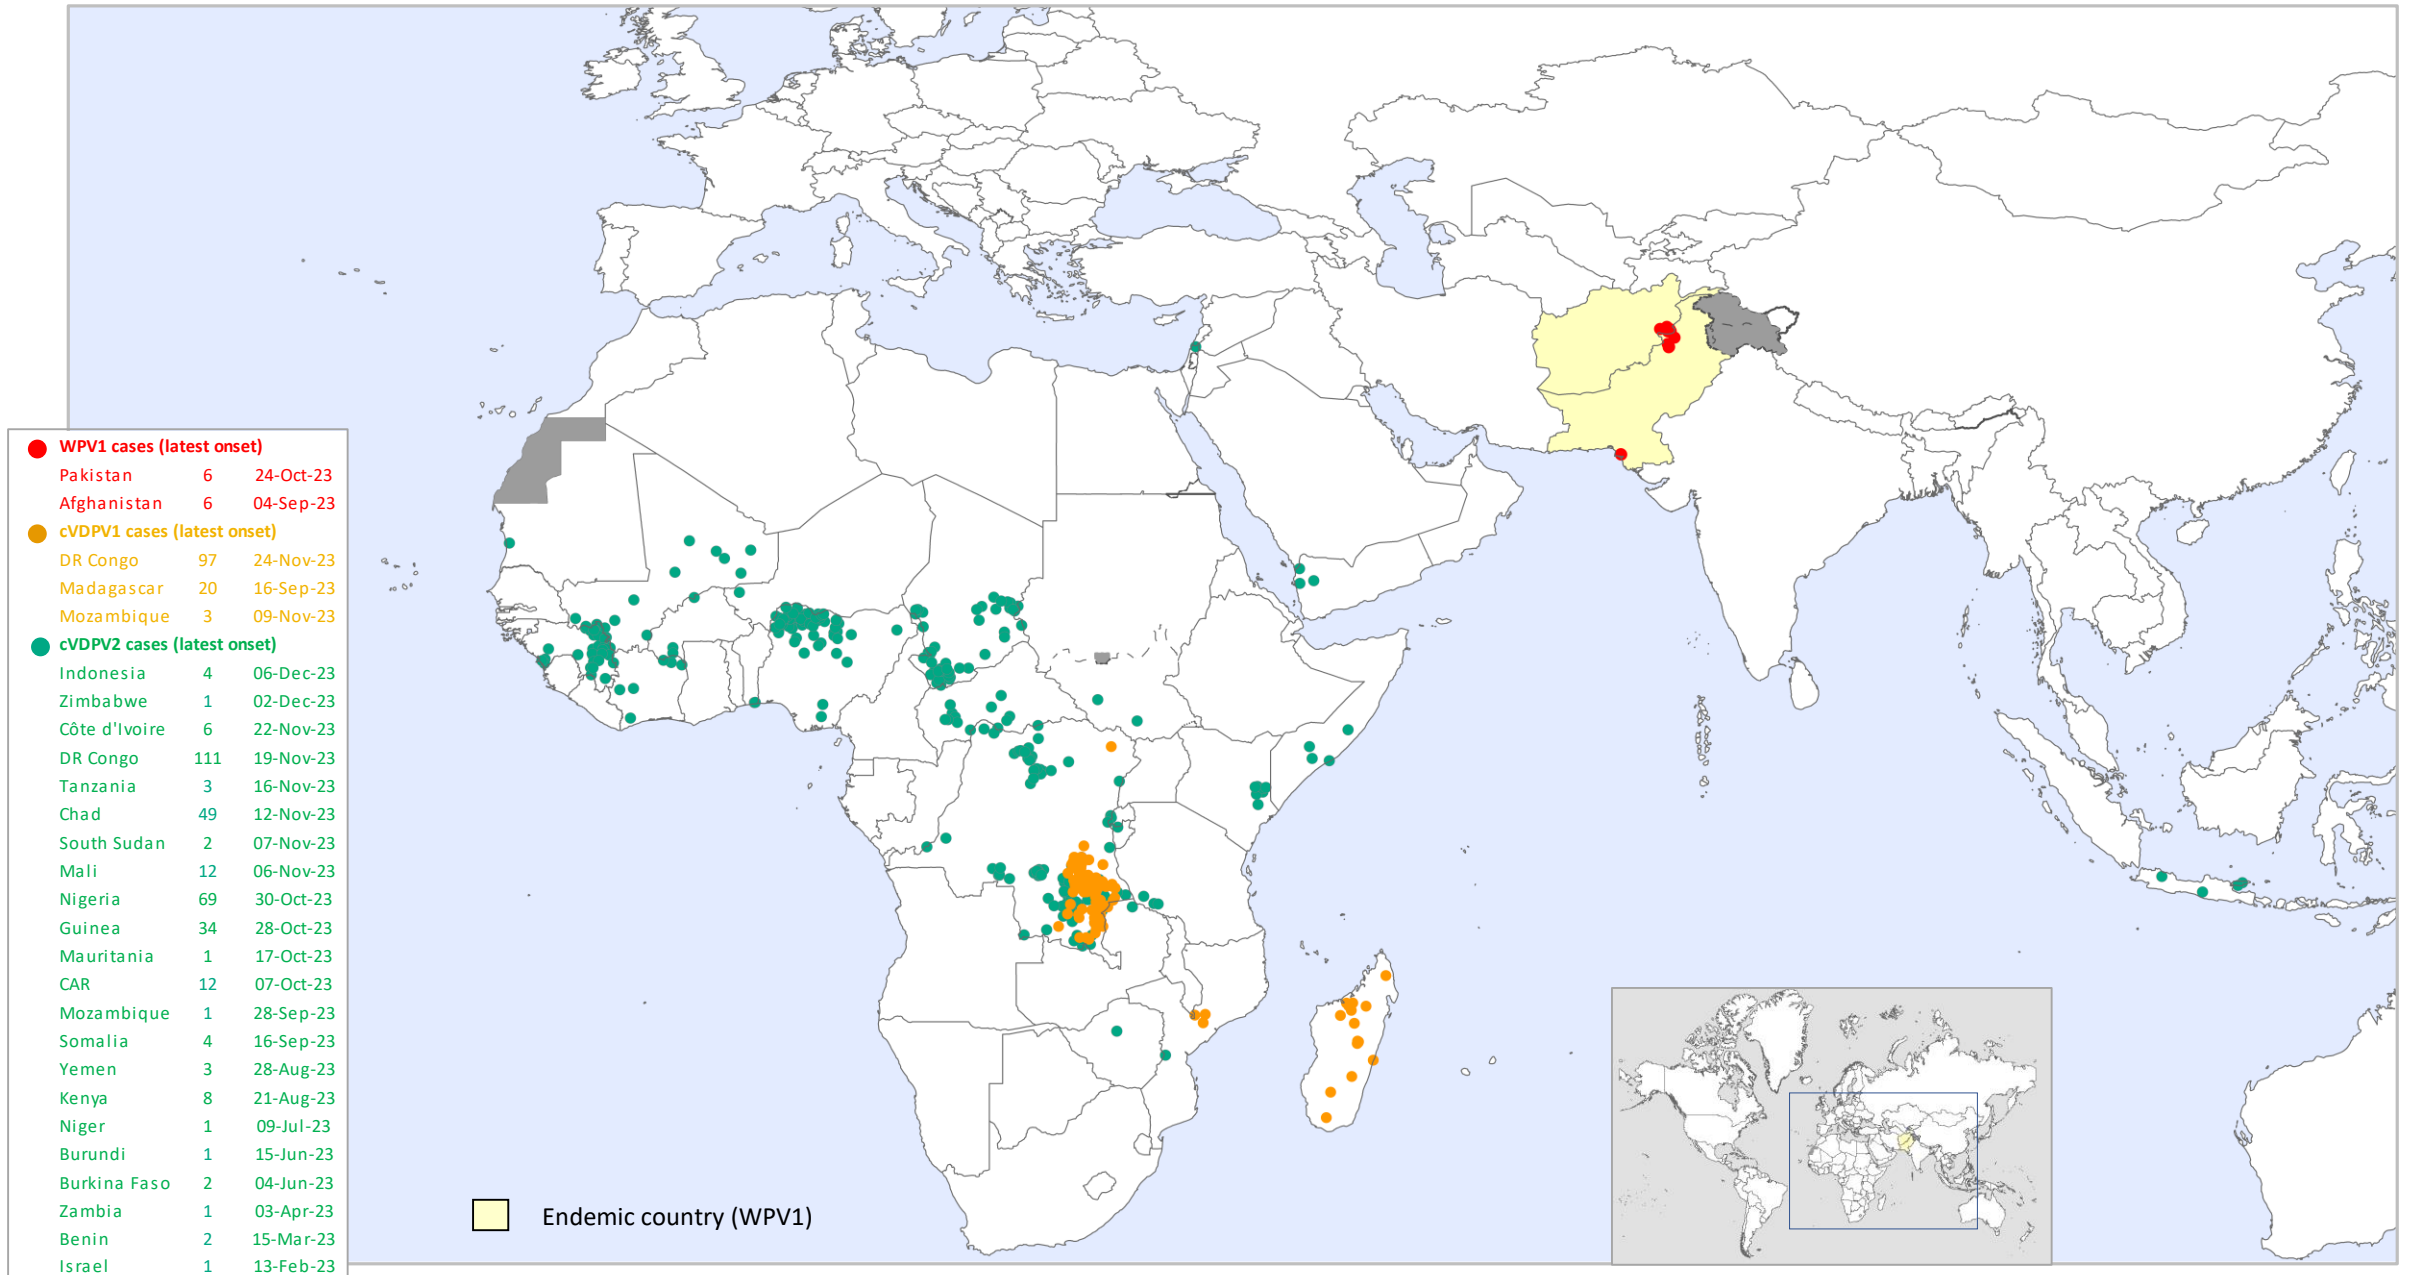 WPV1 cases (latest onset)
Pakistan 6 24-Oct-23
Afghanistan 6 04-Sep-23
cVDPV1 cases (latest onset)
DR Congo 97 24-Nov-23
Madagascar 20 16-Sep-23
Mozambique 3 09-Nov-23
cVDPV2 cases (latest onset)
Indonesia 4 06-Dec-23
Zimbabwe 1 02-Dec-23
Côte d'Ivoire 6 22-Nov-23
DR Congo 111 19-Nov-23
Tanzania 3 16-Nov-23
Chad 49 12-Nov-23
South Sudan 2 07-Nov-23
Mali 12 06-Nov-23
Nigeria 69 30-Oct-23
Guinea 34 28-Oct-23
Mauritania 1 17-Oct-23
CAR 12 07-Oct-23
Mozambique 1 28-Sep-23
Somalia 4 16-Sep-23
Yemen 3 28-Aug-23
Kenya 8 21-Aug-23
Niger 1 09-Jul-23
Burundi 1 15-Jun-23
Burkina Faso 2 04-Jun-23
Zambia 1 03-Apr-23
Benin 2 15-Mar-23
Israel 1 13-Feb-23
Endemic country (WPV1)